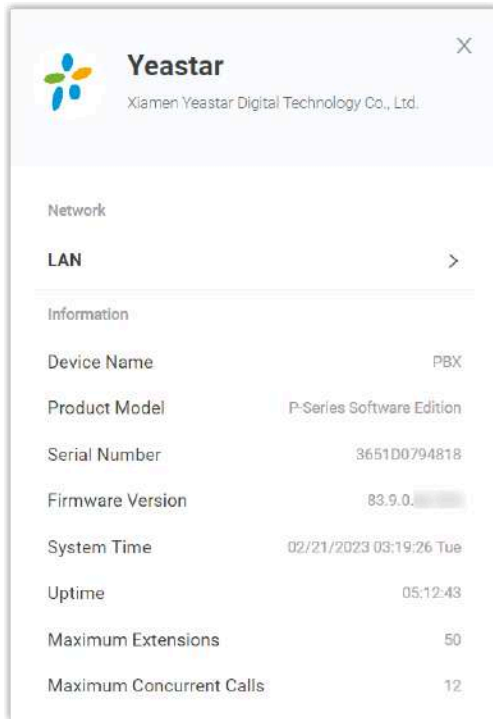 Yeastar
Xiamen Yeastar Digital Technology Co., Ltd.
Network
LAN
Information
Device Name PBX
Product Model P-Series Software Edition
Serial Number 3651D0794818
Firmware Version 83.9.0.
System Time 02/21/2023 03:19:26 Tue
Uptime 05:12:43
Maximum Extensions 50
Maximum Concurrent Calls 12